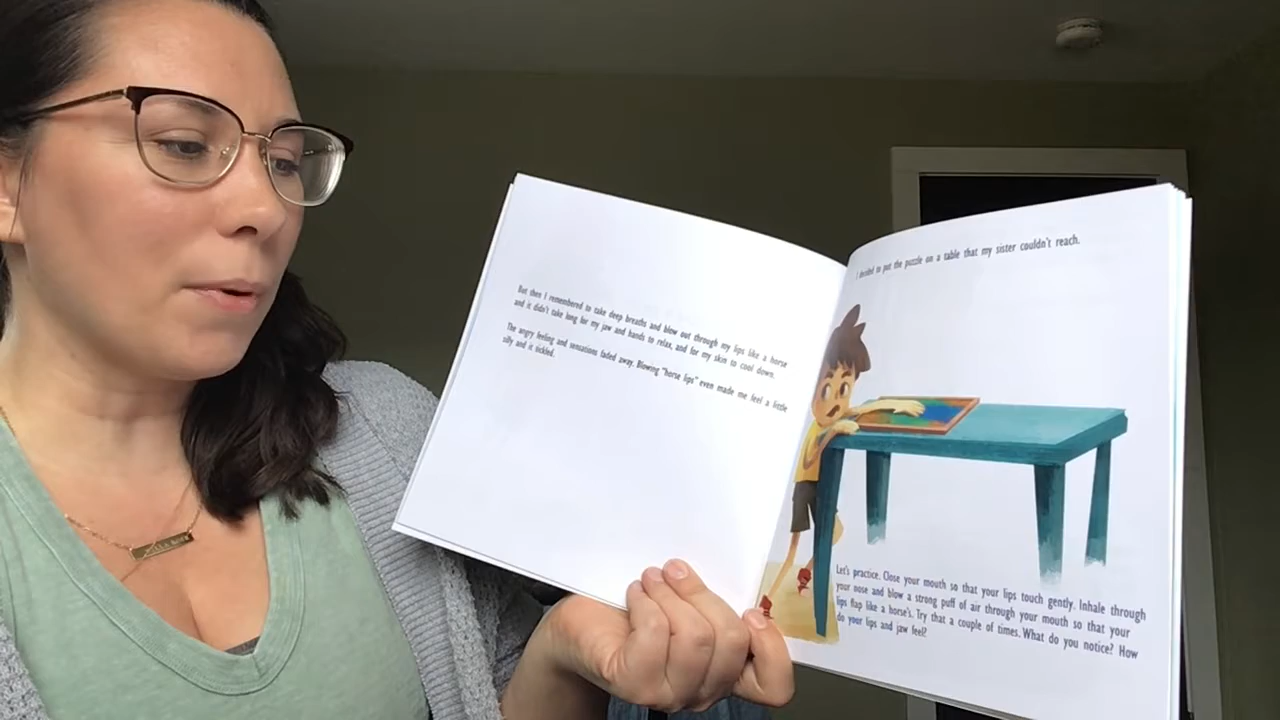 But then I remembered to take deep breaths and blow out through my lips like a horse
and it didn't take long for my jaw and hands to relax, and for my skin to cool down.
The angry feeling and sensations faded away. Blowing "horse lips" even made me feel a little
silly and it tickled.
I decided to put the puzzle on a table that my sister couldn't reach.
Let's practice. Close your mouth so that your lips touch gently. Inhale through
your nose and blow a strong puff of air through your mouth so that your
lips flap like a horse's. Try that a couple of times. What do you notice? How
do your lips and jaw feel?